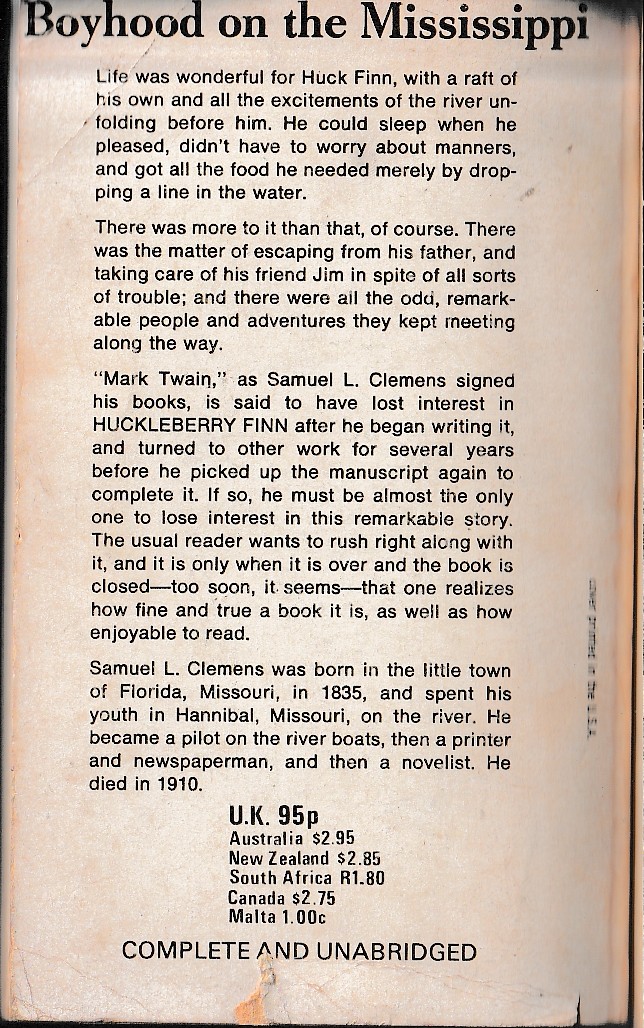 Boyhood on the Mississippi
Life was wonderful for Huck Finn, with a raft of
his own and all the excitements of the river un-
folding before him. He could sleep when he
pleased, didn't have to worry about manners,
and got all the food he needed merely by drop-
ping a line in the water.
There was more to it than that, of course. There
was the matter of escaping from his father, and
taking care of his friend Jim in spite of all sorts
of trouble; and there were all the odd, remark-
able people and adventures they kept meeting
along the way.
"Mark Twain," as Samuel L. Clemens signed
his books, is said to have lost interest in
HUCKLEBERRY FINN after he began writing it,
and turned to other work for several years
before he picked up the manuscript again to
complete it. If so, he must be almost the only
one to lose interest in this remarkable story.
The usual reader wants to rush right along with
it, and it is only when it is over and the book is
closed—too soon, it seems—that one realizes
how fine and true a book it is, as well as how
enjoyable to read.
Samuel L. Clemens was born in the little town
of Florida, Missouri, in 1835, and spent his
youth in Hannibal, Missouri, on the river. He
became a pilot on the river boats, then a printer
and newspaperman, and then a novelist. He
died in 1910.
U.K. 95p
Australia $2.95
New Zealand $2.85
South Africa R1.80
Canada $2.75
Malta 1.00c
COMPLETE AND UNABRIDGED
printed in the U.S.A.